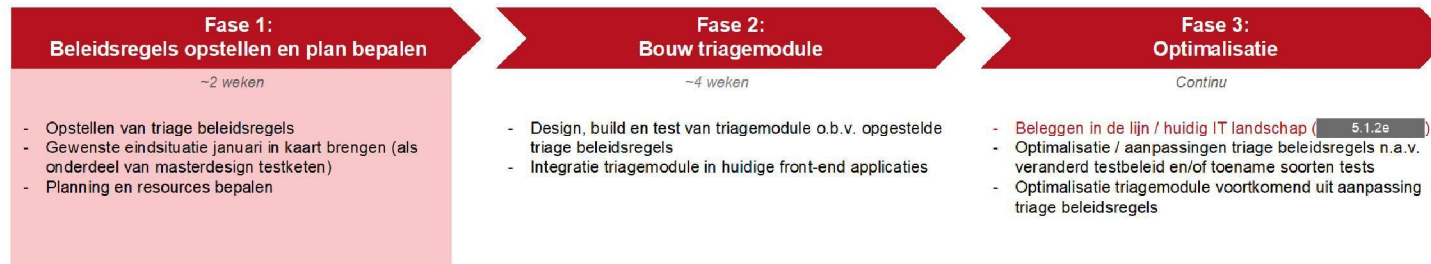 Fase 1:
Beleidsregels opstellen en plan bepalen
~2 weken
- Opstellen van triage beleidsregels
- Gewenste eindsituatie januari in kaart brengen (als
onderdeel van masterdesign testketen)
- Planning en resources bepalen
Fase 2:
Bouw triagemodule
~4 weken
- Design, build en test van triagemodule o.b.v. opgestelde
triage beleidsregels
- Integratie triagemodule in huidige front-end applicaties
Fase 3:
Optimalisatie
Continu
- Beleggen in de lijn / huidig IT landschap ( 5.1.2e )
- Optimalisatie / aanpassingen triage beleidsregels n.a.v.
veranderd testbeleid en/of toename soorten tests
- Optimalisatie triagemodule voortkomend uit aanpassing
triage beleidsregels